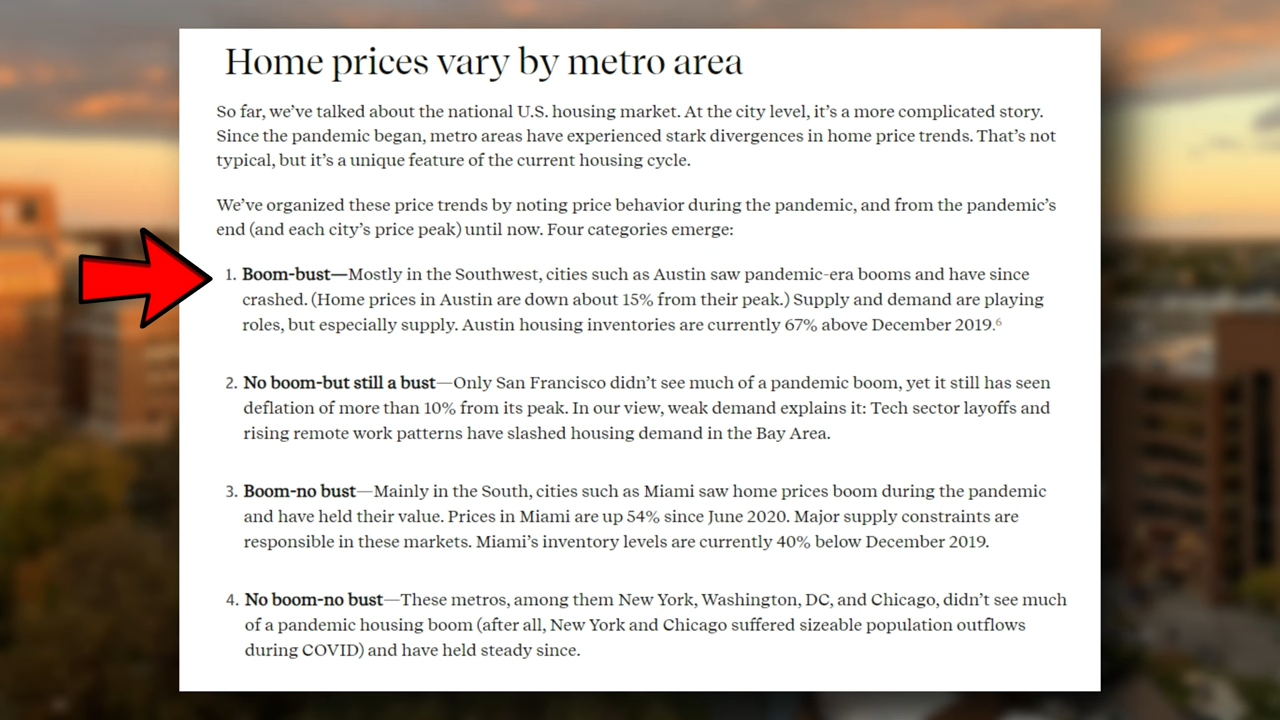 Home prices vary by metro area
So far, we've talked about the national U.S. housing market. At the city level, it's a more complicated story.
Since the pandemic began, metro areas have experienced stark divergences in home price trends. That's not
typical, but it's a unique feature of the current housing cycle.
We've organized these price trends by noting price behavior during the pandemic, and from the pandemic's
end (and each city's price peak) until now. Four categories emerge:
1. Boom-bust—Mostly in the Southwest, cities such as Austin saw pandemic-era booms and have since
crashed. (Home prices in Austin are down about 15% from their peak.) Supply and demand are playing
roles, but especially supply. Austin housing inventories are currently 67% above December 2019.⁶
2. No boom-but still a bust—Only San Francisco didn't see much of a pandemic boom, yet it still has seen
deflation of more than 10% from its peak. In our view, weak demand explains it: Tech sector layoffs and
rising remote work patterns have slashed housing demand in the Bay Area.
3. Boom-no bust—Mainly in the South, cities such as Miami saw home prices boom during the pandemic
and have held their value. Prices in Miami are up 54% since June 2020. Major supply constraints are
responsible in these markets. Miami's inventory levels are currently 40% below December 2019.
4. No boom-no bust—These metros, among them New York, Washington, DC, and Chicago, didn't see much
of a pandemic housing boom (after all, New York and Chicago suffered sizeable population outflows
during COVID) and have held steady since.